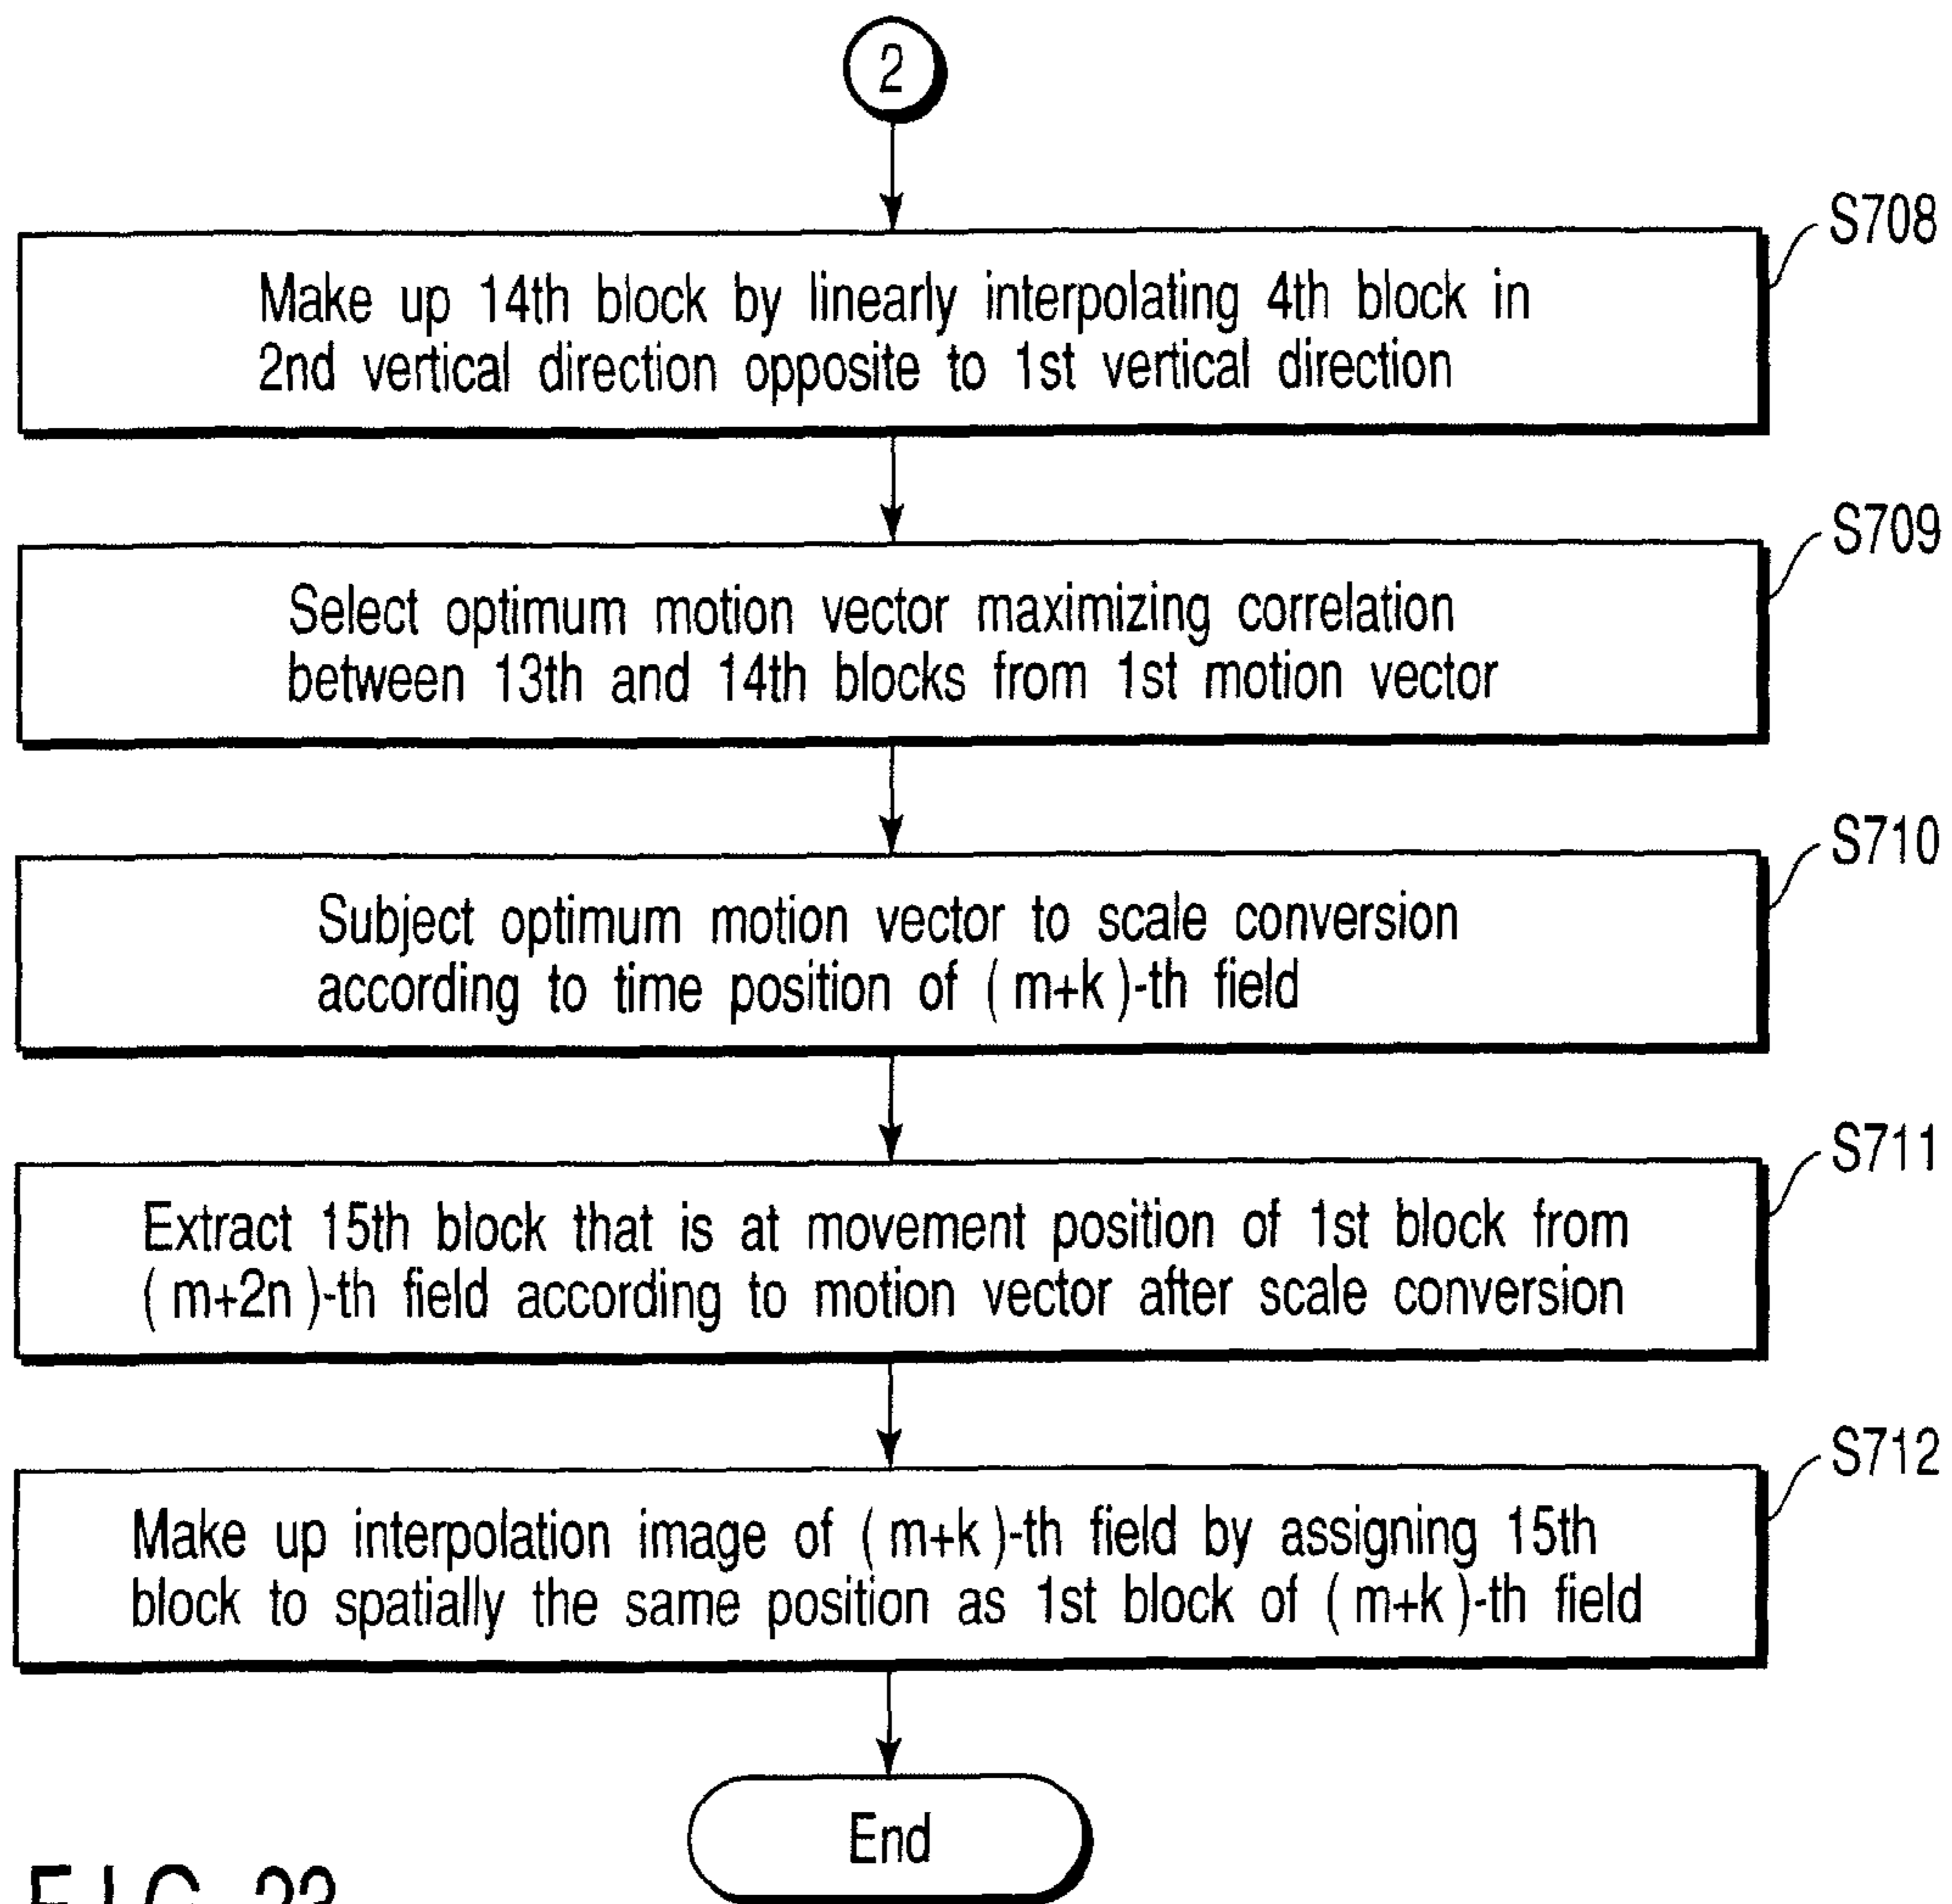 2
S708
Make up 14th block by linearly interpolating 4th block in
2nd vertical direction opposite to 1st vertical direction
S709
Select optimum motion vector maximizing correlation
between 13th and 14th blocks from 1st motion vector
S710
Subject optimum motion vector to scale conversion
according to time position of (m+k)-th field
S711
Extract 15th block that is at movement position of 1st block from
(m+2n)-th field according to motion vector after scale conversion
S712
Make up interpolation image of (m+k)-th field by assigning 15th
block to spatially the same position as 1st block of (m+k)-th field
End